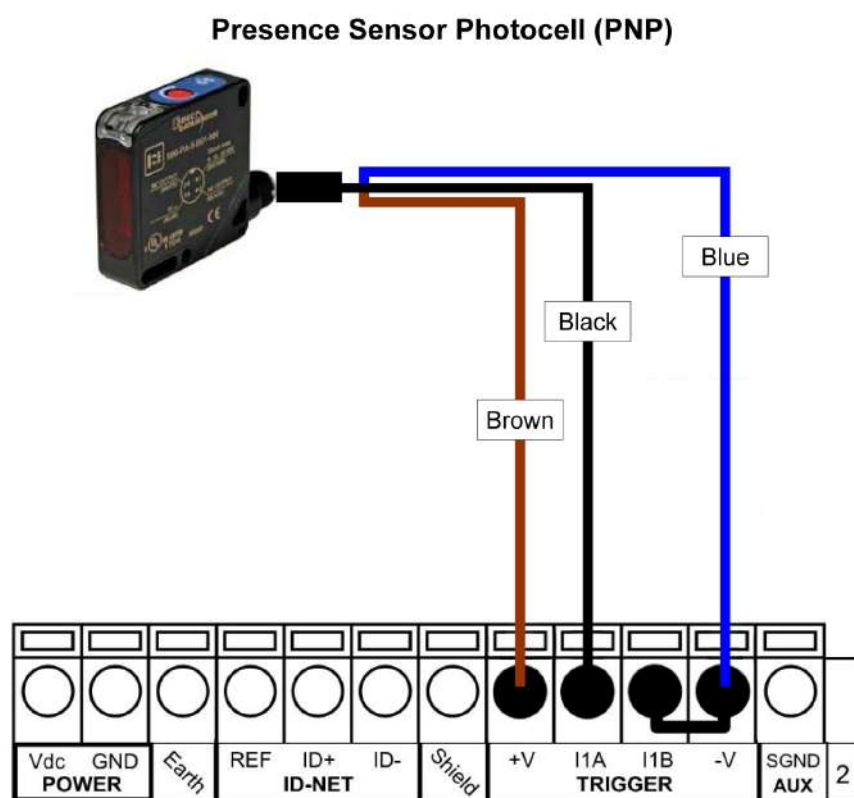 Presence Sensor Photocell (PNP)
Blue
Black
Brown
Vdc GND Earth REF ID+ ID- Shield +V I1A I1B -V SGND 2
POWER ID-NET TRIGGER AUX